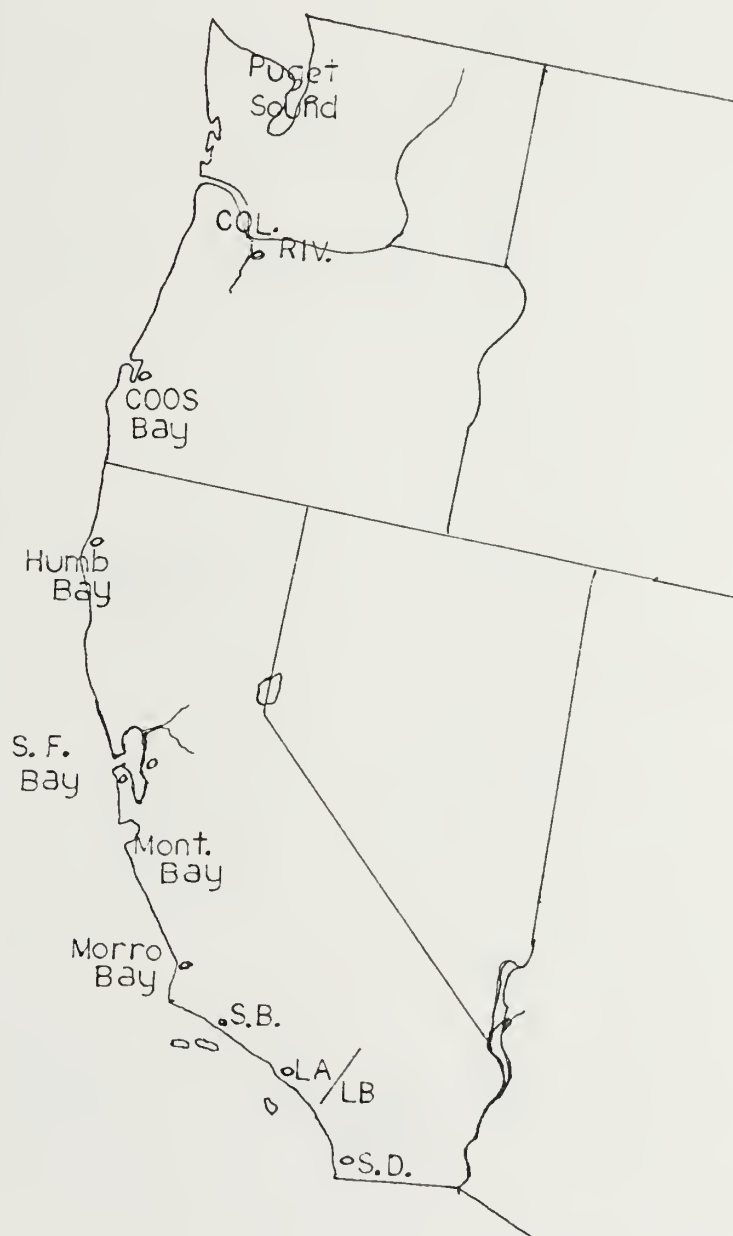 Puget
Sound
COL.
RIV.
COOS
Bay
Humb
Bay
S. F.
Bay
Mont.
Bay
Morro
Bay
S.B.
LA/
LB
S.D.